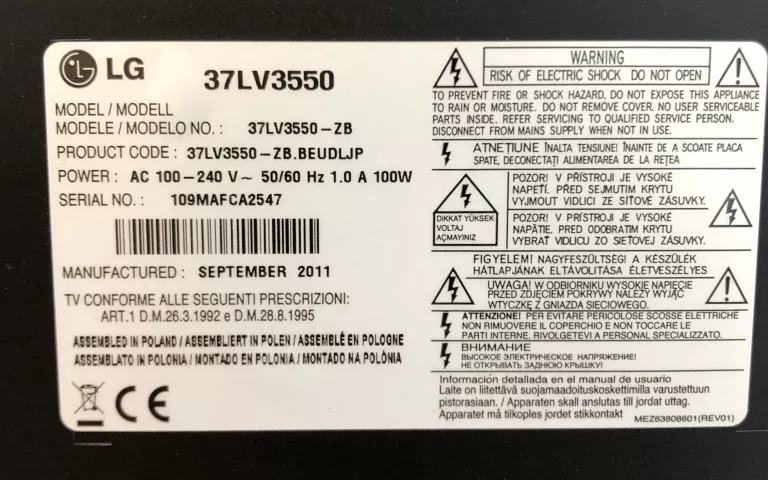 LG
37LV3550
MODEL / MODELL
MODELE / MODELO NO. : 37LV3550-ZB
PRODUCT CODE : 37LV3550-ZB.BEUDLJP
POWER : AC 100-240 V~ 50/60 Hz 1.0 A 100W
SERIAL NO. : 109MAFCA2547
MANUFACTURED : SEPTEMBER 2011
TV CONFORME ALLE SEGUENTI PRESCRIZIONI:
ART.1 D.M.26.3.1992 e D.M.28.8.1995
ASSEMBLED IN POLAND / ASSEMBLIERT IN POLEN / ASSEMBLÉ EN POLOGNE
ASSEMBLATO IN POLONIA / MONTADO EN POLONIA / MONTADO NA POLÔNIA
CE
WARNING
RISK OF ELECTRIC SHOCK DO NOT OPEN
TO PREVENT FIRE OR SHOCK HAZARD, DO NOT EXPOSE THIS APPLIANCE
TO RAIN OR MOISTURE. DO NOT REMOVE COVER. NO USER SERVICEABLE
PARTS INSIDE. REFER SERVICING TO QUALIFIED SERVICE PERSON.
DISCONNECT FROM MAINS SUPPLY WHEN NOT IN USE.
ATNEȚIUNE ÎNALTA TENSIUNE! ÎNAINTE DE A SCOATE PLACA
SPATE, DECONECTAȚI ALIMENTAREA DE LA REȚEA
DIKKAT YÜKSEK
VOLTAJ
AÇMAYINIZ
POZOR! V PŘÍSTROJI JE VYSOKÉ
NAPETÍ. PŘED SEJMUTIM KRYTU
VYJMOUT VIDLICI ZE SÍŤOVÉ ZÁSUVKY.
POZOR! V PRÍSTROJI JE VYSOKÉ
NAPÁTIE. PRED ODOBRATIM KRYTU
VYBRAT VIDLICU ZO SIEŤOVEJ ZÁSUVKY.
FIGYELEM! NAGYFESZÜLTSÉG! A KÉSZÜLÉK
HÁTLAPJÁNAK ELTÁVOLÍTÁSA ÉLETVESZÉLYES
UWAGA! W ODBIORNIKU WYSOKIE NAPIĘCIE
PRZED ZDJĘCIEM POKRYWY NALEŻY WYJĄĆ
WTYCZKĘ Z GNIAZDA SIECIOWEGO.
ATTENZIONE! PER EVITARE PERICOLOSE SCOSSE ELETTRICHE
NON RIMUOVERE IL COPERCHIO E NON TOCCARE LE
PARTI INTERNE. RIVOLGETEVI A PERSONAL SPECIALIZZATO.
ВНИМАНИЕ
ВЫСОКОЕ ЭЛЕКТРИЧЕСКОЕ НАПРЯЖЕНИЕ!
НЕ ОТКРЫВАТЬ ЗАДНЮЮ КРЫШКУ!
Información detallada en el manual de usuario
Laite on liitettävä suojamaadoituskoskettimilla varustettuun
pistorasiaan. / Apparaten skall anslutas till jordat uttag.
Apparatet må tilkoples jordet stikkontakt
MEZ63808601(REV01)